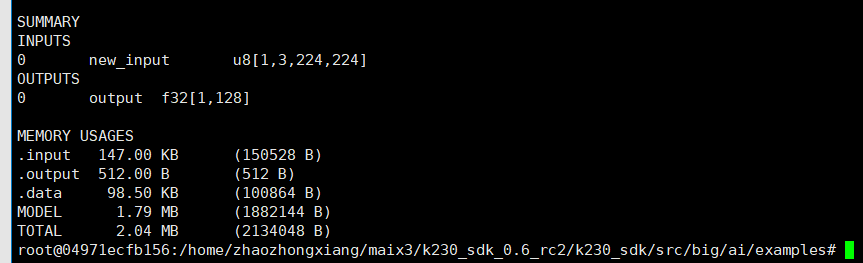 SUMMARY
INPUTS
0 new_input u8[1,3,224,224]
OUTPUTS
0 output f32[1,128]
MEMORY USAGES
.input 147.00 KB (150528 B)
.output 512.00 B (512 B)
.data 98.50 KB (100864 B)
MODEL 1.79 MB (1882144 B)
TOTAL 2.04 MB (2134048 B)
root@04971ecfb156:/home/zhaozhongxiang/maix3/k230_sdk_0.6_rc2/k230_sdk/src/big/ai/examples#